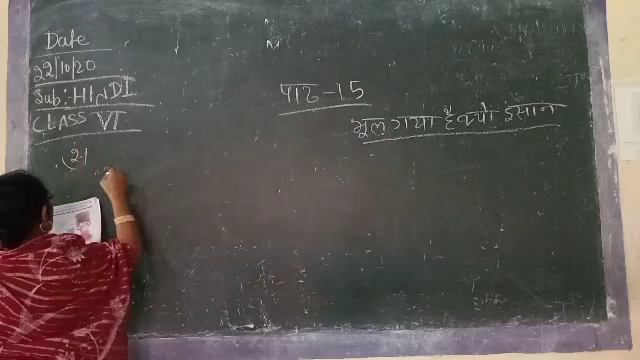 Date
22/10/20
Sub: HINDI
CLASS VI
पाठ - 15
भूल गया है क्यों इंसान